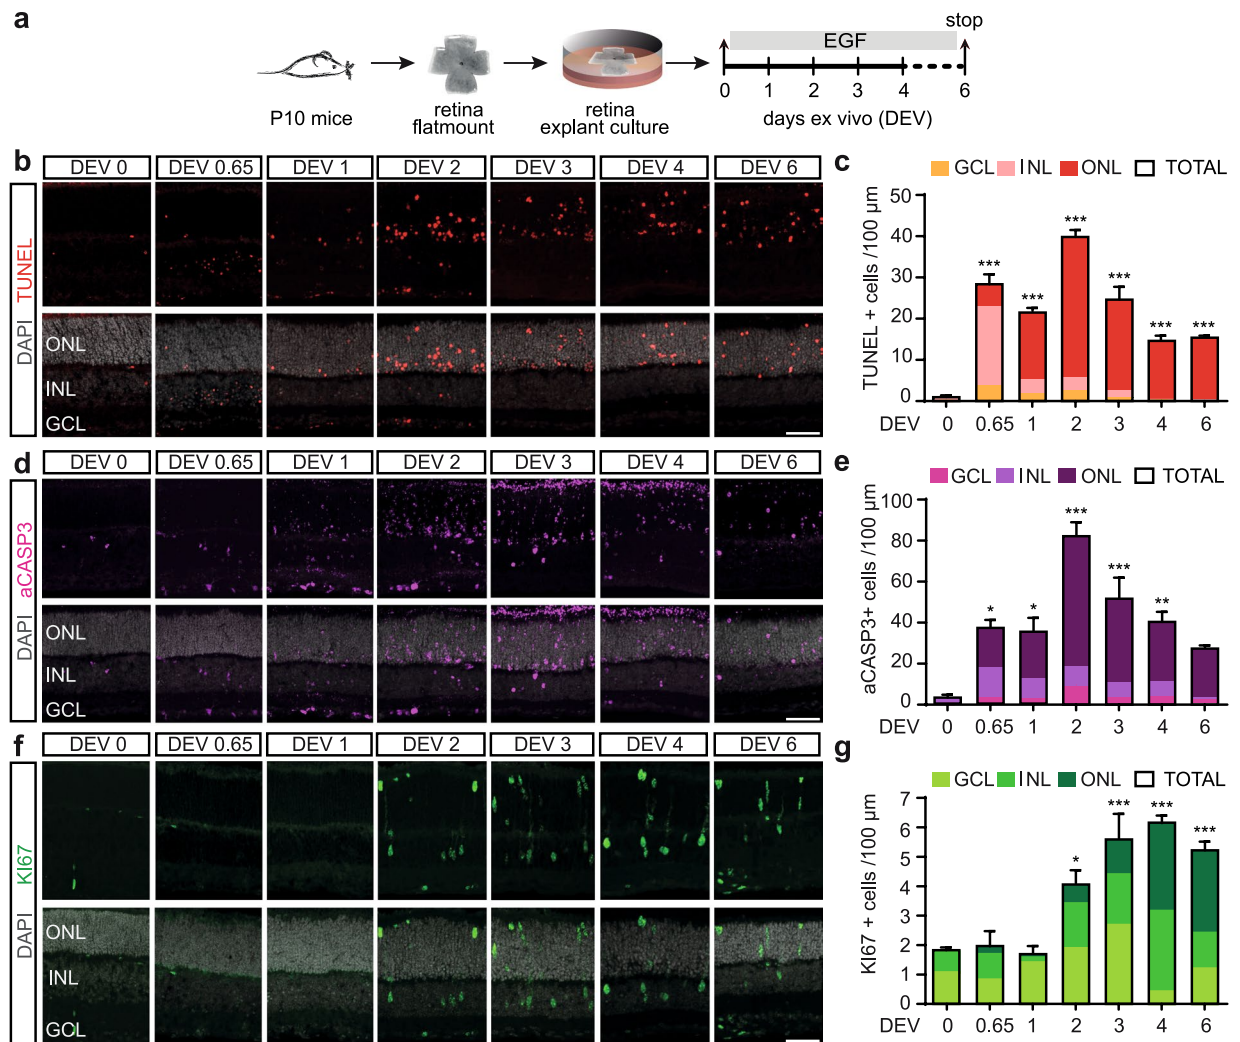 a
stop
EGF
0 1 2 3 4 6
P10 mice
retina flatmount
retina explant culture
days ex vivo (DEV)
b
DEV 0 DEV 0.65 DEV 1 DEV 2 DEV 3 DEV 4 DEV 6
TUNEL
DAPI
ONL
INL
GCL
c
GCL INL ONL TOTAL
TUNEL + cells /100 µm
50
40
30
20
10
0
***
***
***
***
***
***
DEV 0 0.65 1 2 3 4 6
d
DEV 0 DEV 0.65 DEV 1 DEV 2 DEV 3 DEV 4 DEV 6
aCASP3
DAPI
ONL
INL
GCL
e
GCL INL ONL TOTAL
aCASP3+ cells /100 µm
100
80
60
40
20
0
*
*
***
***
**
DEV 0 0.65 1 2 3 4 6
f
DEV 0 DEV 0.65 DEV 1 DEV 2 DEV 3 DEV 4 DEV 6
KI67
DAPI
ONL
INL
GCL
g
GCL INL ONL TOTAL
KI67 + cells /100 µm
7
6
5
4
3
2
1
0
*
***
***
***
DEV 0 0.65 1 2 3 4 6